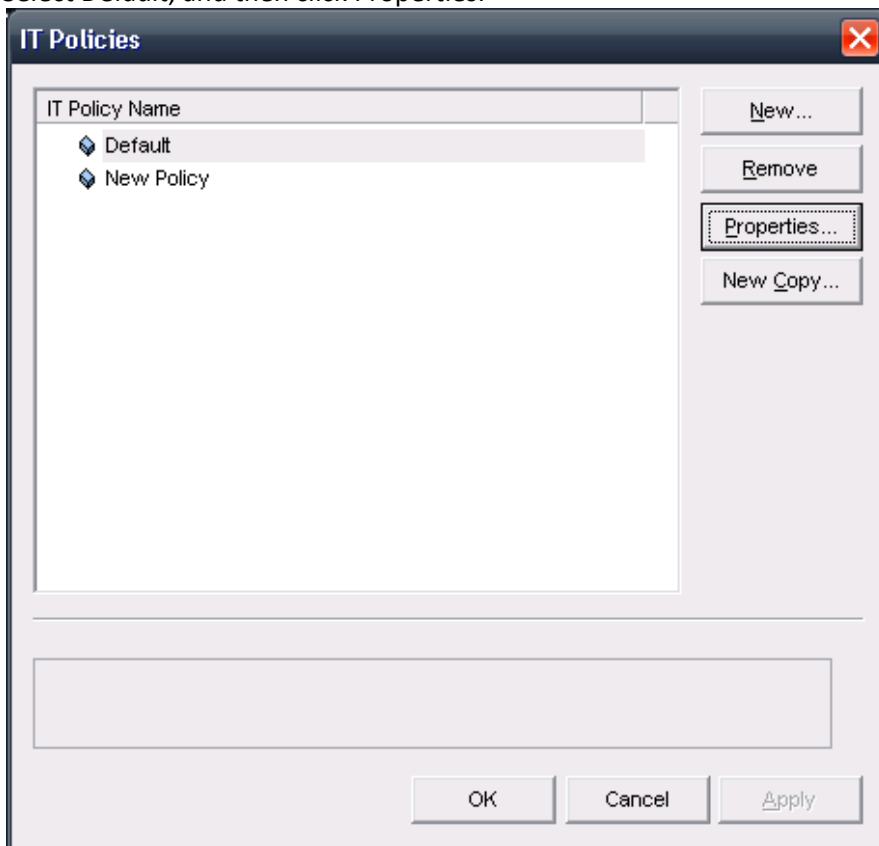 Select Default, and then click Properties.
IT Policies
IT Policy Name
Default
New Policy
New...
Remove
Properties...
New Copy...
OK
Cancel
Apply